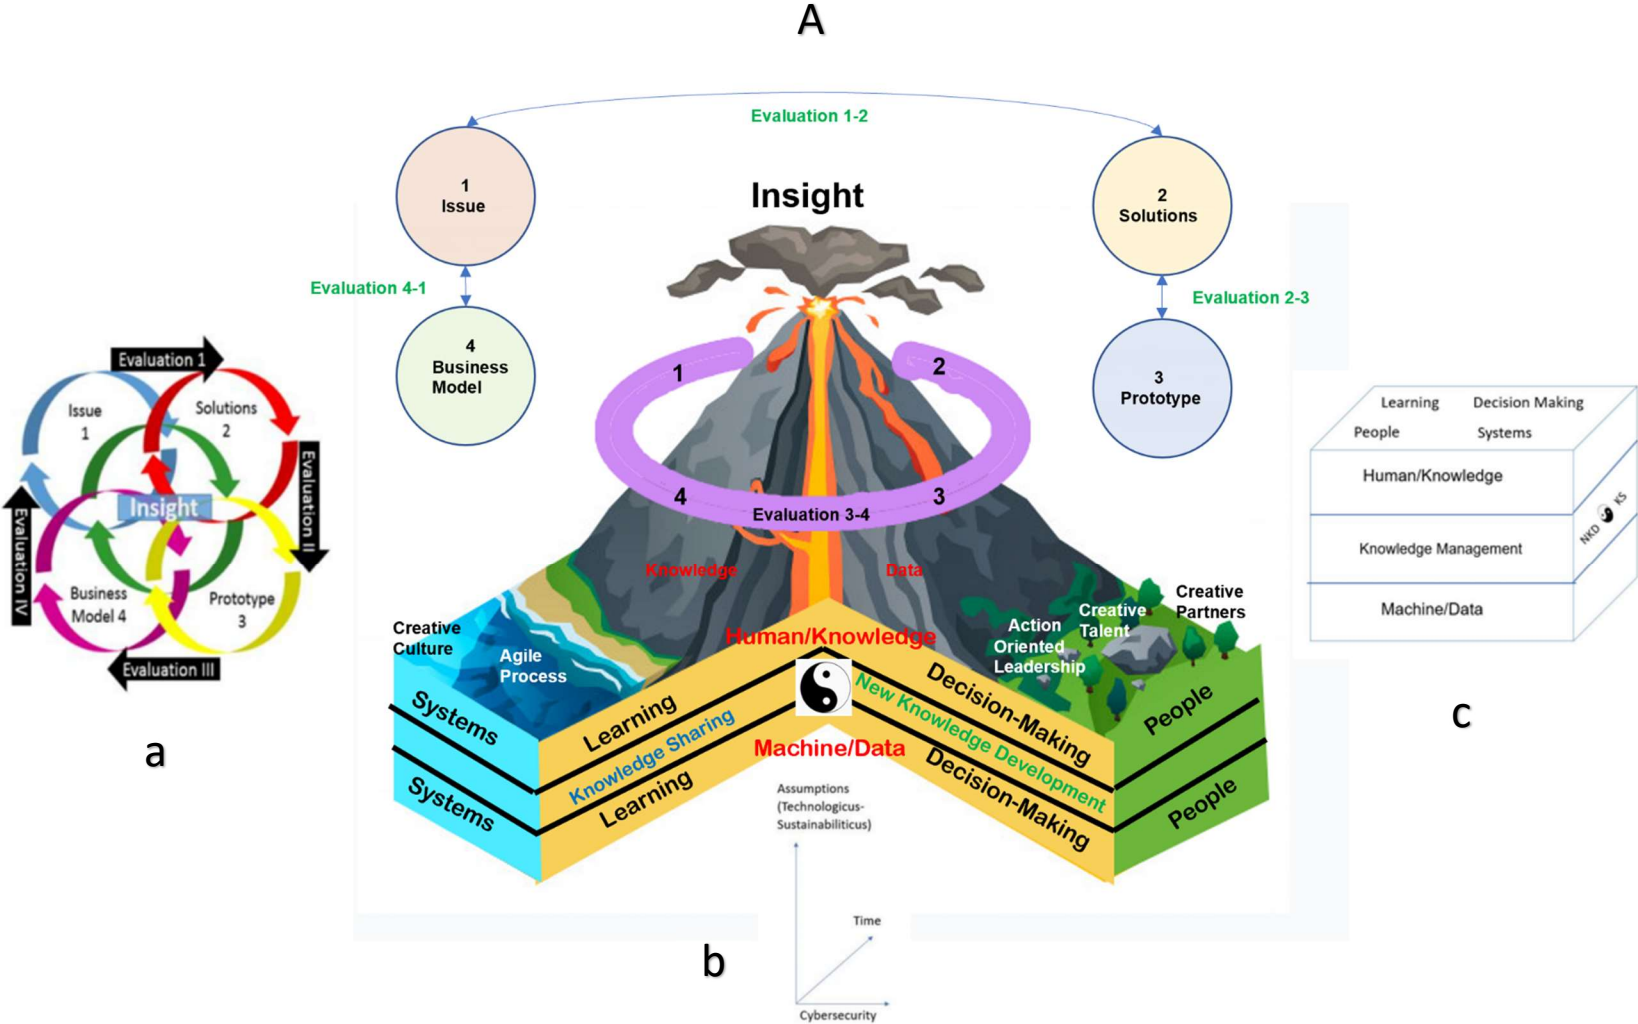 A
Evaluation 1-2
1
Issue
2
Solutions
Insight
Evaluation 4-1
Evaluation 2-3
4
Business
Model
3
Prototype
1
2
4
3
Evaluation 3-4
Knowledge
Data
Creative
Culture
Agile
Process
Action
Oriented
Leadership
Creative
Talent
Creative
Partners
Human/Knowledge
Systems
Learning
Decision-Making
People
Knowledge Sharing
New Knowledge Development
Machine/Data
Systems
Learning
Decision-Making
People
Assumptions
(Technologicus-
Sustainabiliticus)
Time
Cybersecurity
b
Evaluation 1
Issue
1
Solutions
2
Evaluation II
Insight
Evaluation IV
Business
Model 4
Prototype
3
Evaluation III
a
Learning Decision Making
People Systems
Human/Knowledge
Knowledge Management
Machine/Data
NKD KS
c